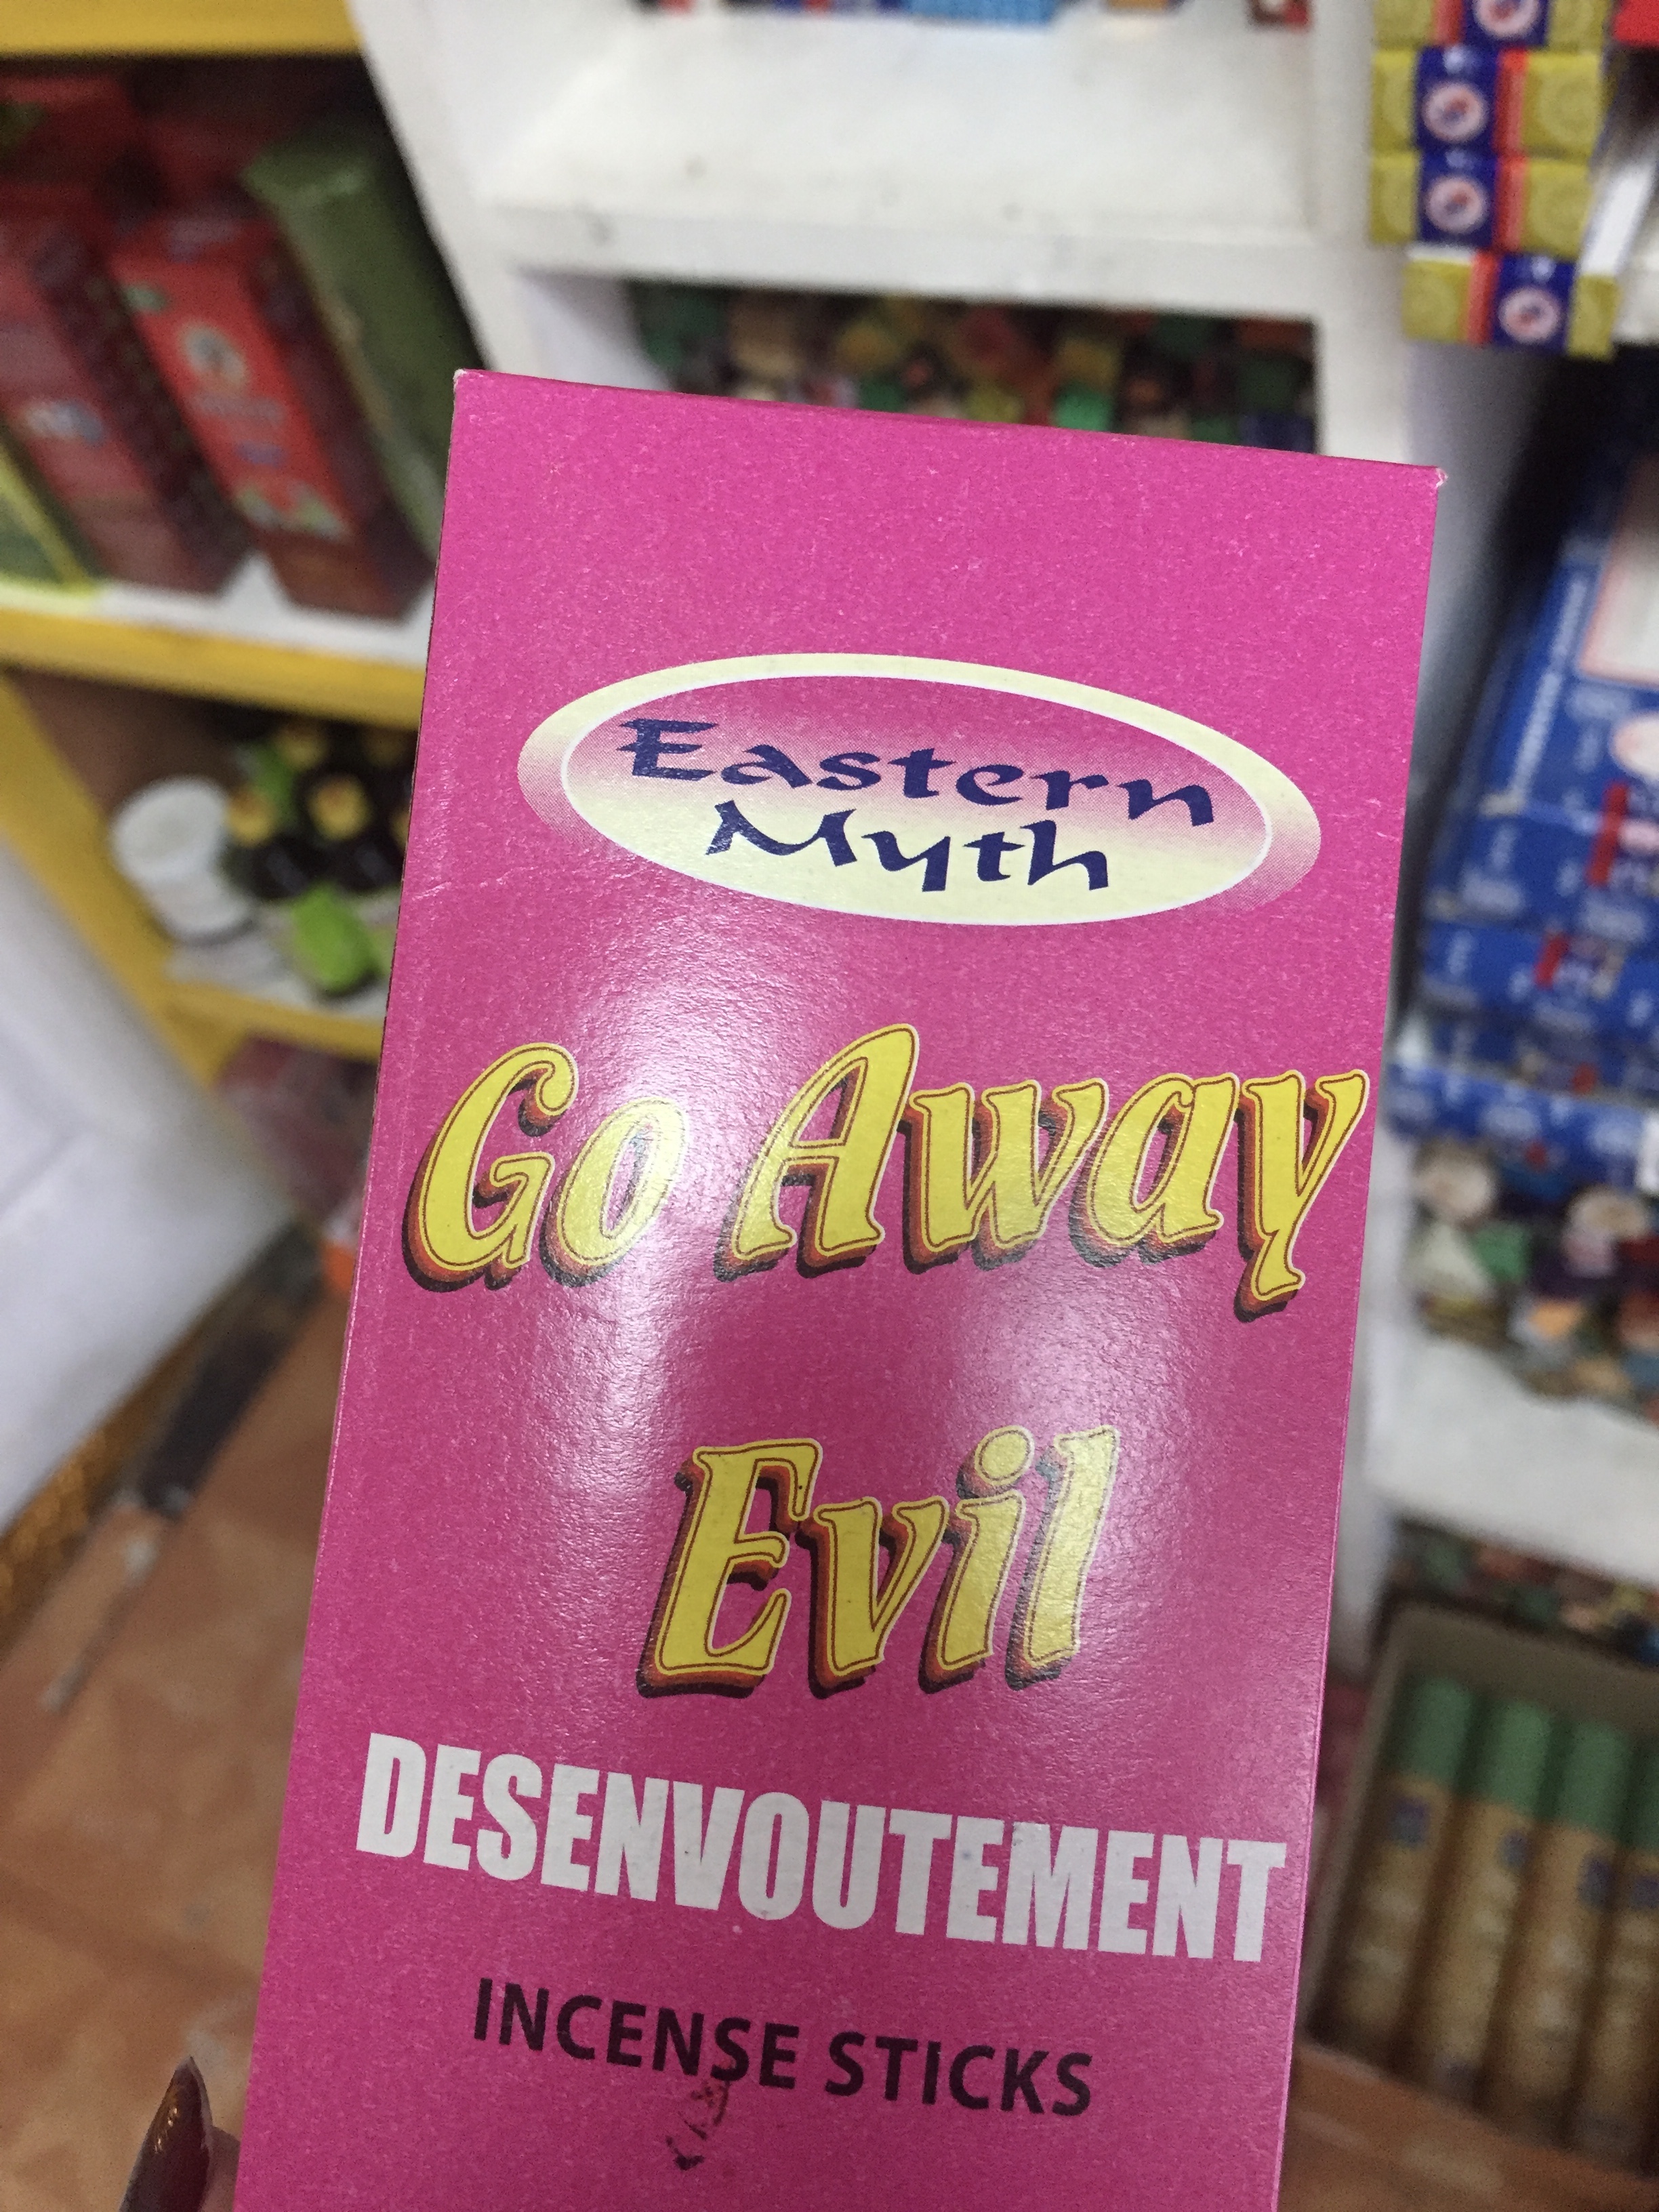 Eastern
Myth
Go Away
Evil
DESENVOUTEMENT
INCENSE STICKS